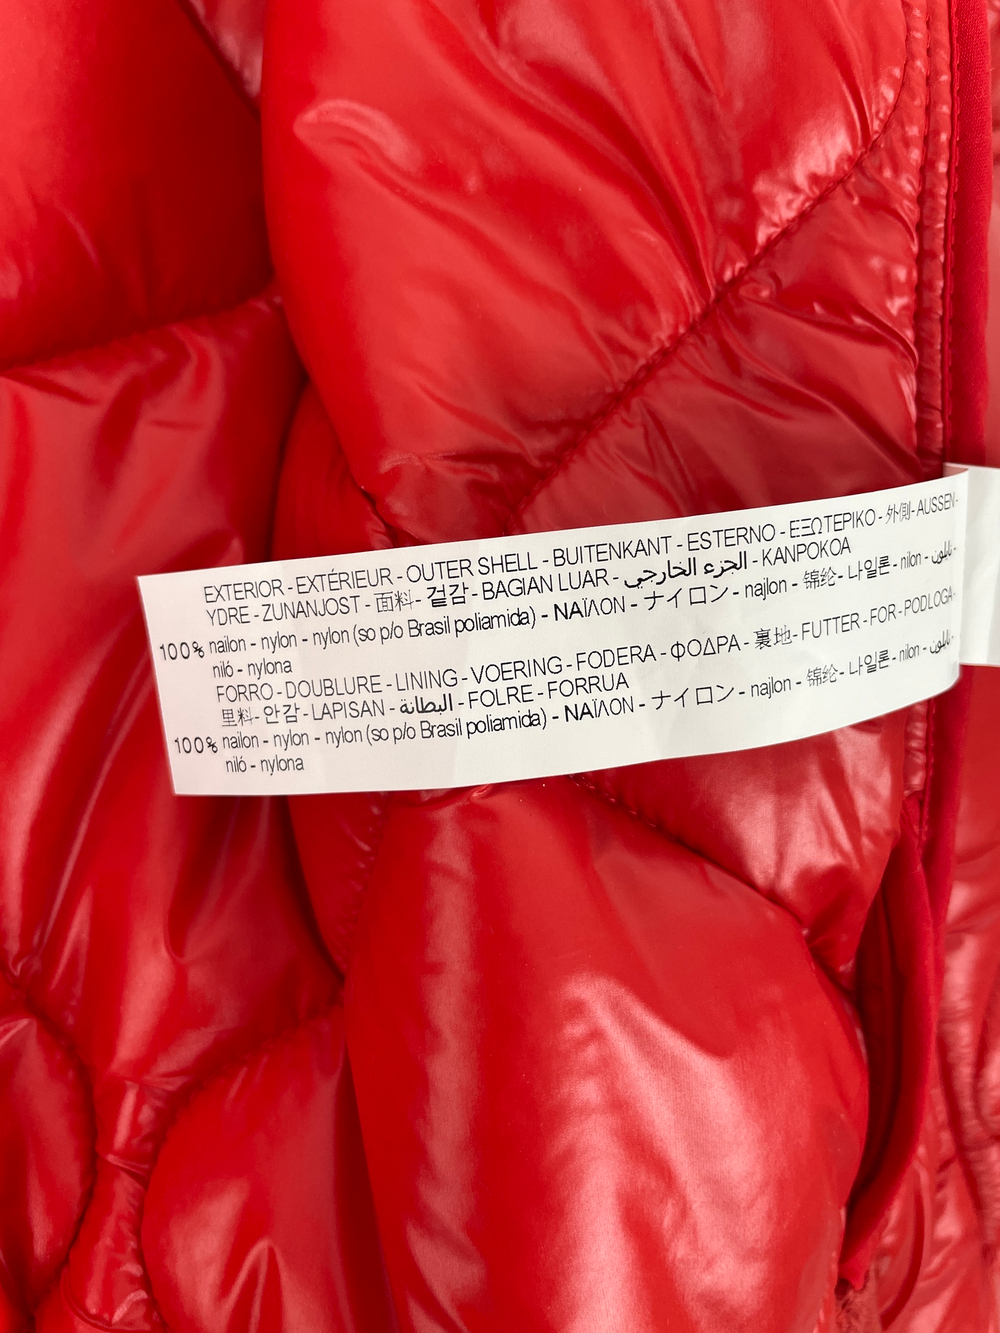 EXTERIOR - EXTÉRIEUR - OUTER SHELL - BUITENKANT - ESTERNO - ΕΞΩΤΕΡΙΚΟ - 外側 - AUSSEN -
YDRE - ZUNANJOST - 面料 - 겉감 - BAGIAN LUAR - الجزء الخارجي - KANPOKOA
100% nailon - nylon - nylon (so p/o Brasil poliamida) - ΝΑΪΛΟΝ - ナイロン - najlon - 锦纶 - 나일론 - nilon - نايلون -
niló - nylona
FORRO - DOUBLURE - LINING - VOERING - FODERA - ΦΟΔΡΑ - 裏地 - FUTTER - FOR - PODLOGA -
里料 - 안감 - LAPISAN - البطانة - FOLRE - FORRUA
100% nailon - nylon - nylon (so p/o Brasil poliamida) - ΝΑΪΛΟΝ - ナイロン - najlon - 锦纶 - 나일론 - nilon - نايلون -
niló - nylona